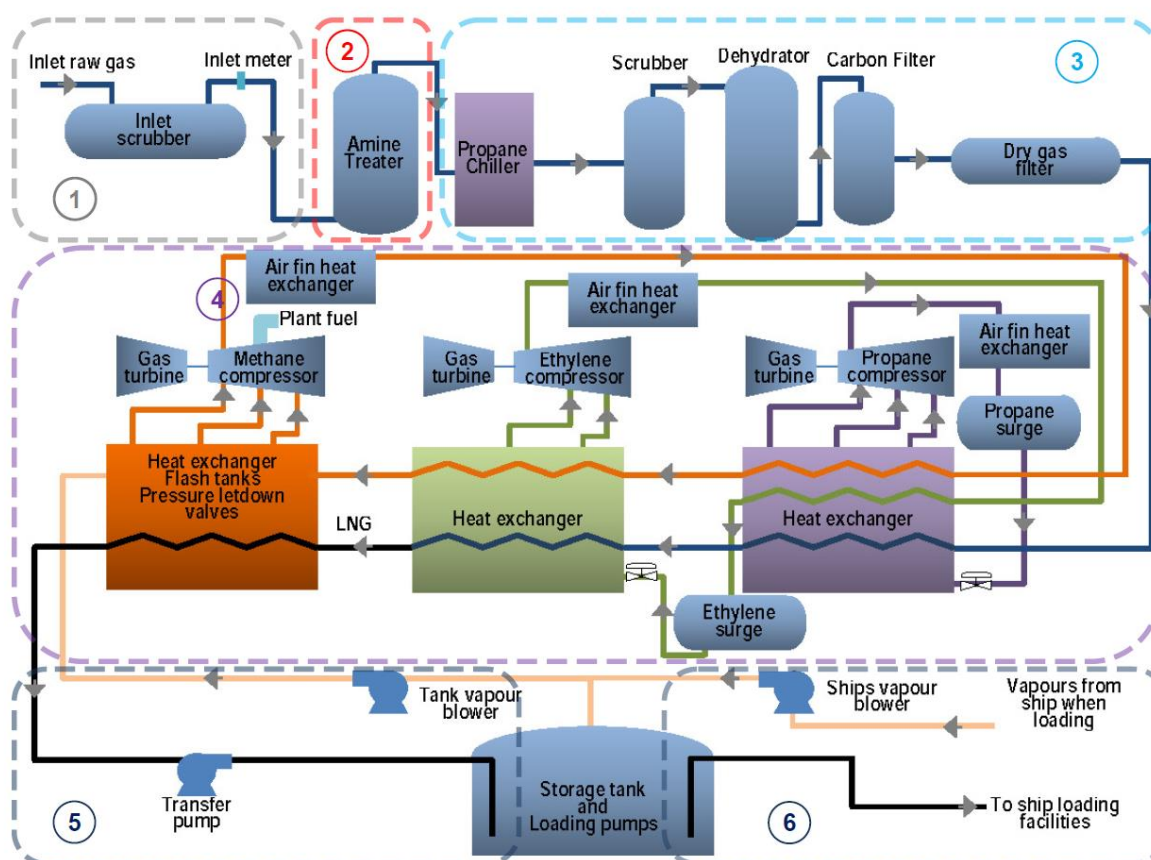 Inlet raw gas
Inlet meter
Inlet
scrubber
1
2
Amine
Treater
3
Propane
Chiller
Scrubber
Dehydrator
Carbon Filter
Dry gas
filter
4
Air fin heat
exchanger
Plant fuel
Gas
turbine
Methane
compressor
Air fin heat
exchanger
Gas
turbine
Ethylene
compressor
Air fin heat
exchanger
Gas
turbine
Propane
compressor
Propane
surge
Heat exchanger
Flash tanks
Pressure letdown
valves
LNG
Heat exchanger
Heat exchanger
Ethylene
surge
Tank vapour
blower
Ships vapour
blower
Vapours from
ship when
loading
5
Transfer
pump
Storage tank
and
Loading pumps
6
To ship loading
facilities